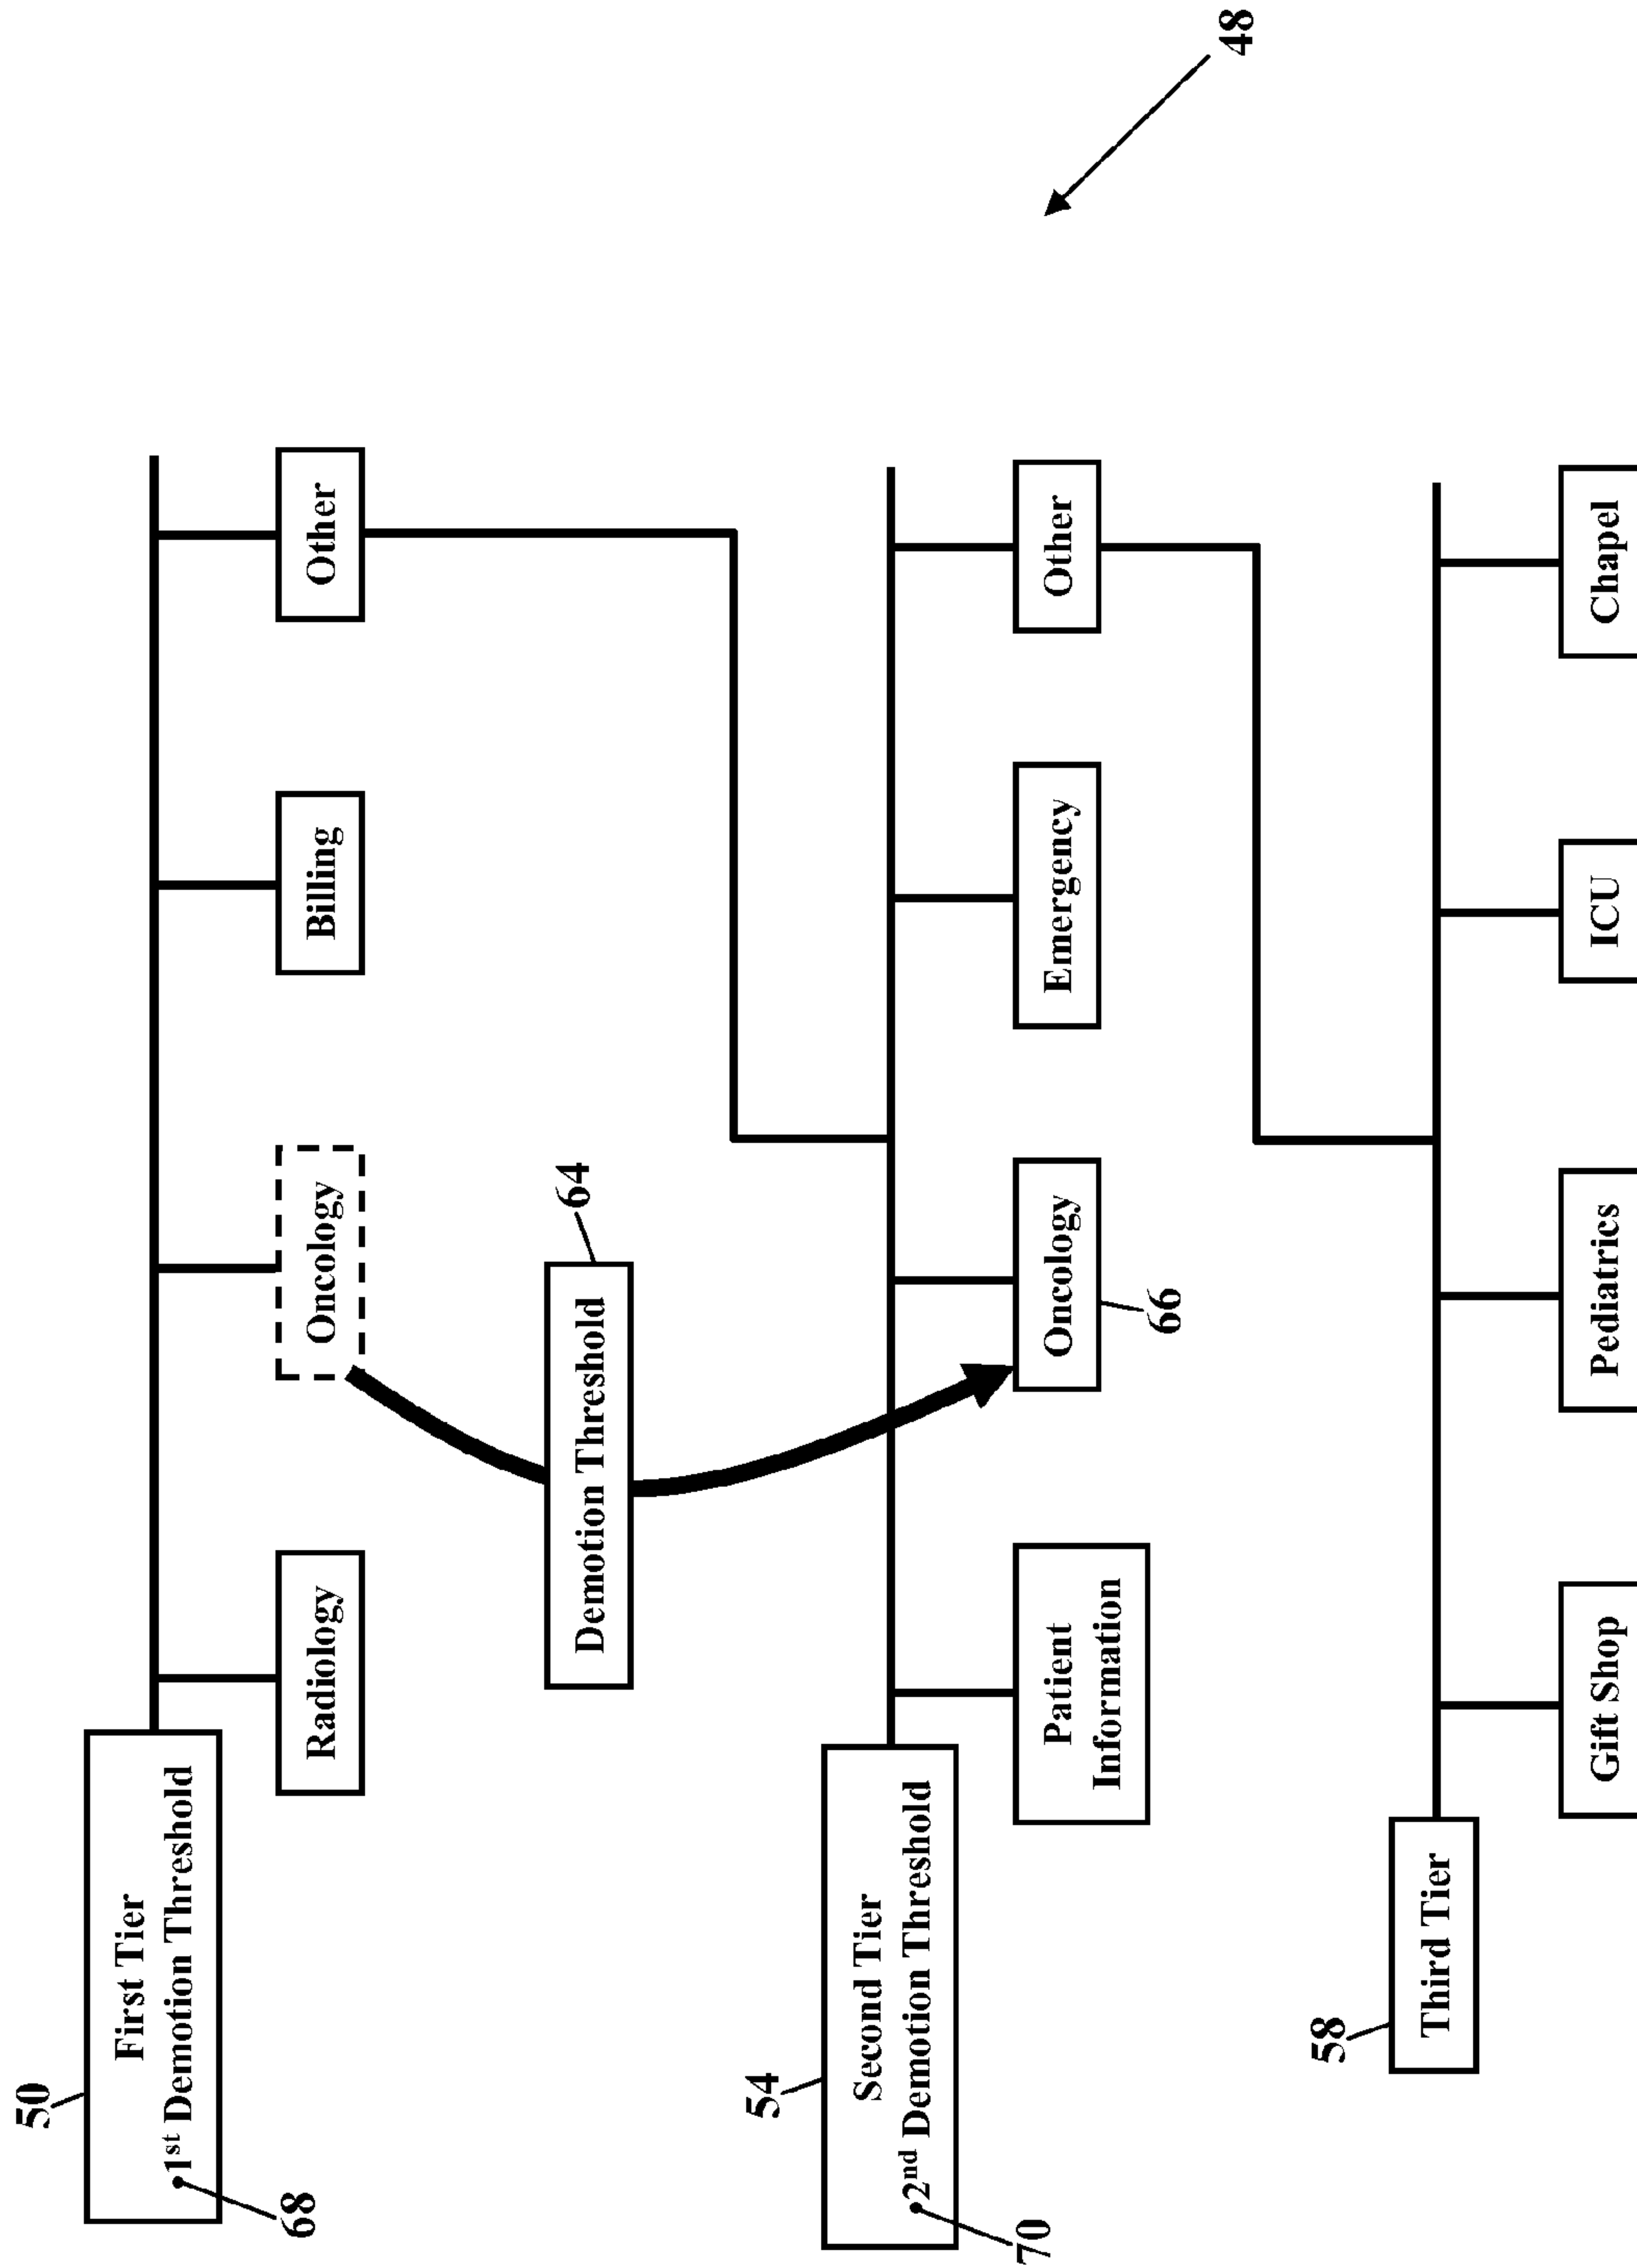 48
50
First Tier
•1st Demotion Threshold
68
Radiology
Oncology
Billing
Other
Demotion Threshold
64
54
Second Tier
•2nd Demotion Threshold
70
Patient
Information
Oncology
66
Emergency
Other
58
Third Tier
Gift Shop
Pediatrics
ICU
Chapel